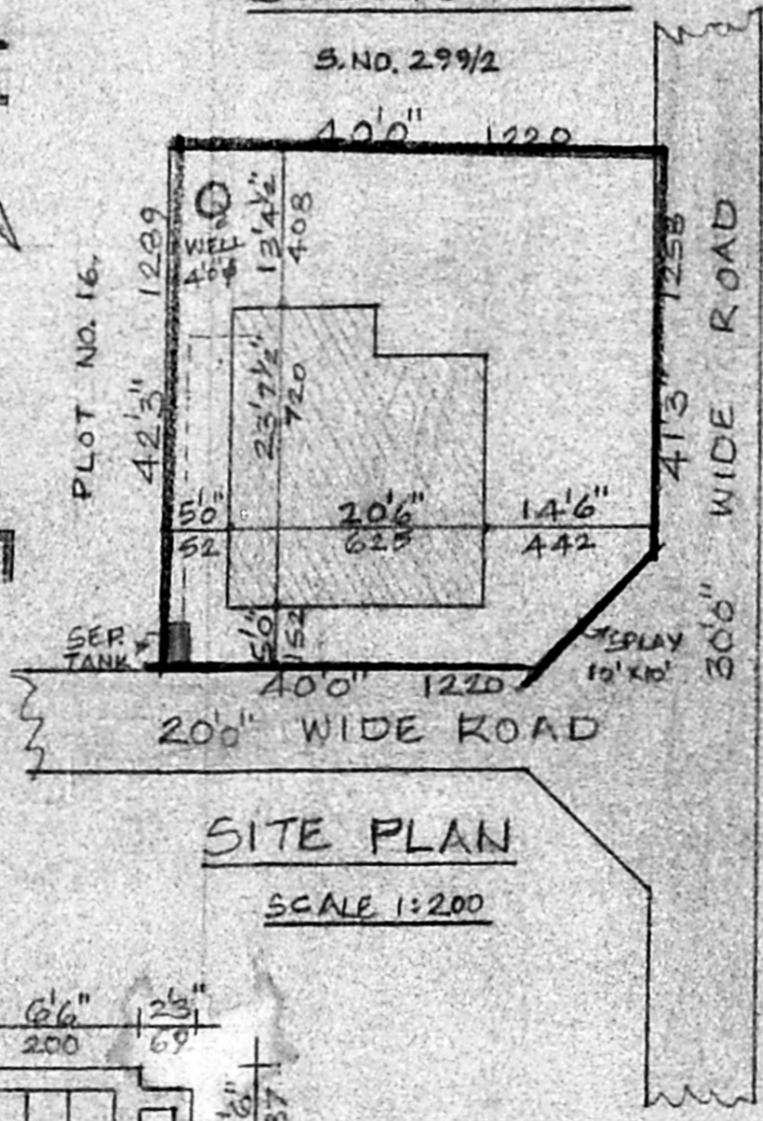 S.NO. 299/2
40'0" 1220
1289
42'3"
PLOT NO. 16.
WELL
4'0"ϕ
13'4½"
408
1258
41'3"
30'0" WIDE ROAD
23'7½"
720
5'0" 20'6" 14'6"
52 625 442
5'0"
152
SEP.
TANK
SPLAY
10'X10'
40'0" 1220
20'0" WIDE ROAD
SITE PLAN
SCALE 1:200
6'6" 2'3"
200 69